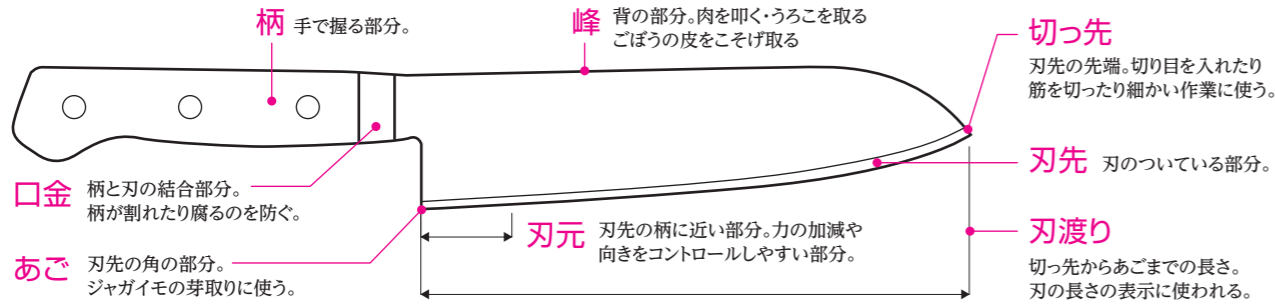 柄 手で握る部分。
峰 背の部分。肉を叩く・うろこを取る
ごぼうの皮をこそげ取る
切っ先
刃先の先端。切り目を入れたり
筋を切ったり細かい作業に使う。
刃先 刃のついている部分。
口金 柄と刃の結合部分。
柄が割れたり腐るのを防ぐ。
刃元 刃先の柄に近い部分。力の加減や
向きをコントロールしやすい部分。
刃渡り
切っ先からあごまでの長さ。
刃の長さの表示に使われる。
あご 刃先の角の部分。
ジャガイモの芽取りに使う。